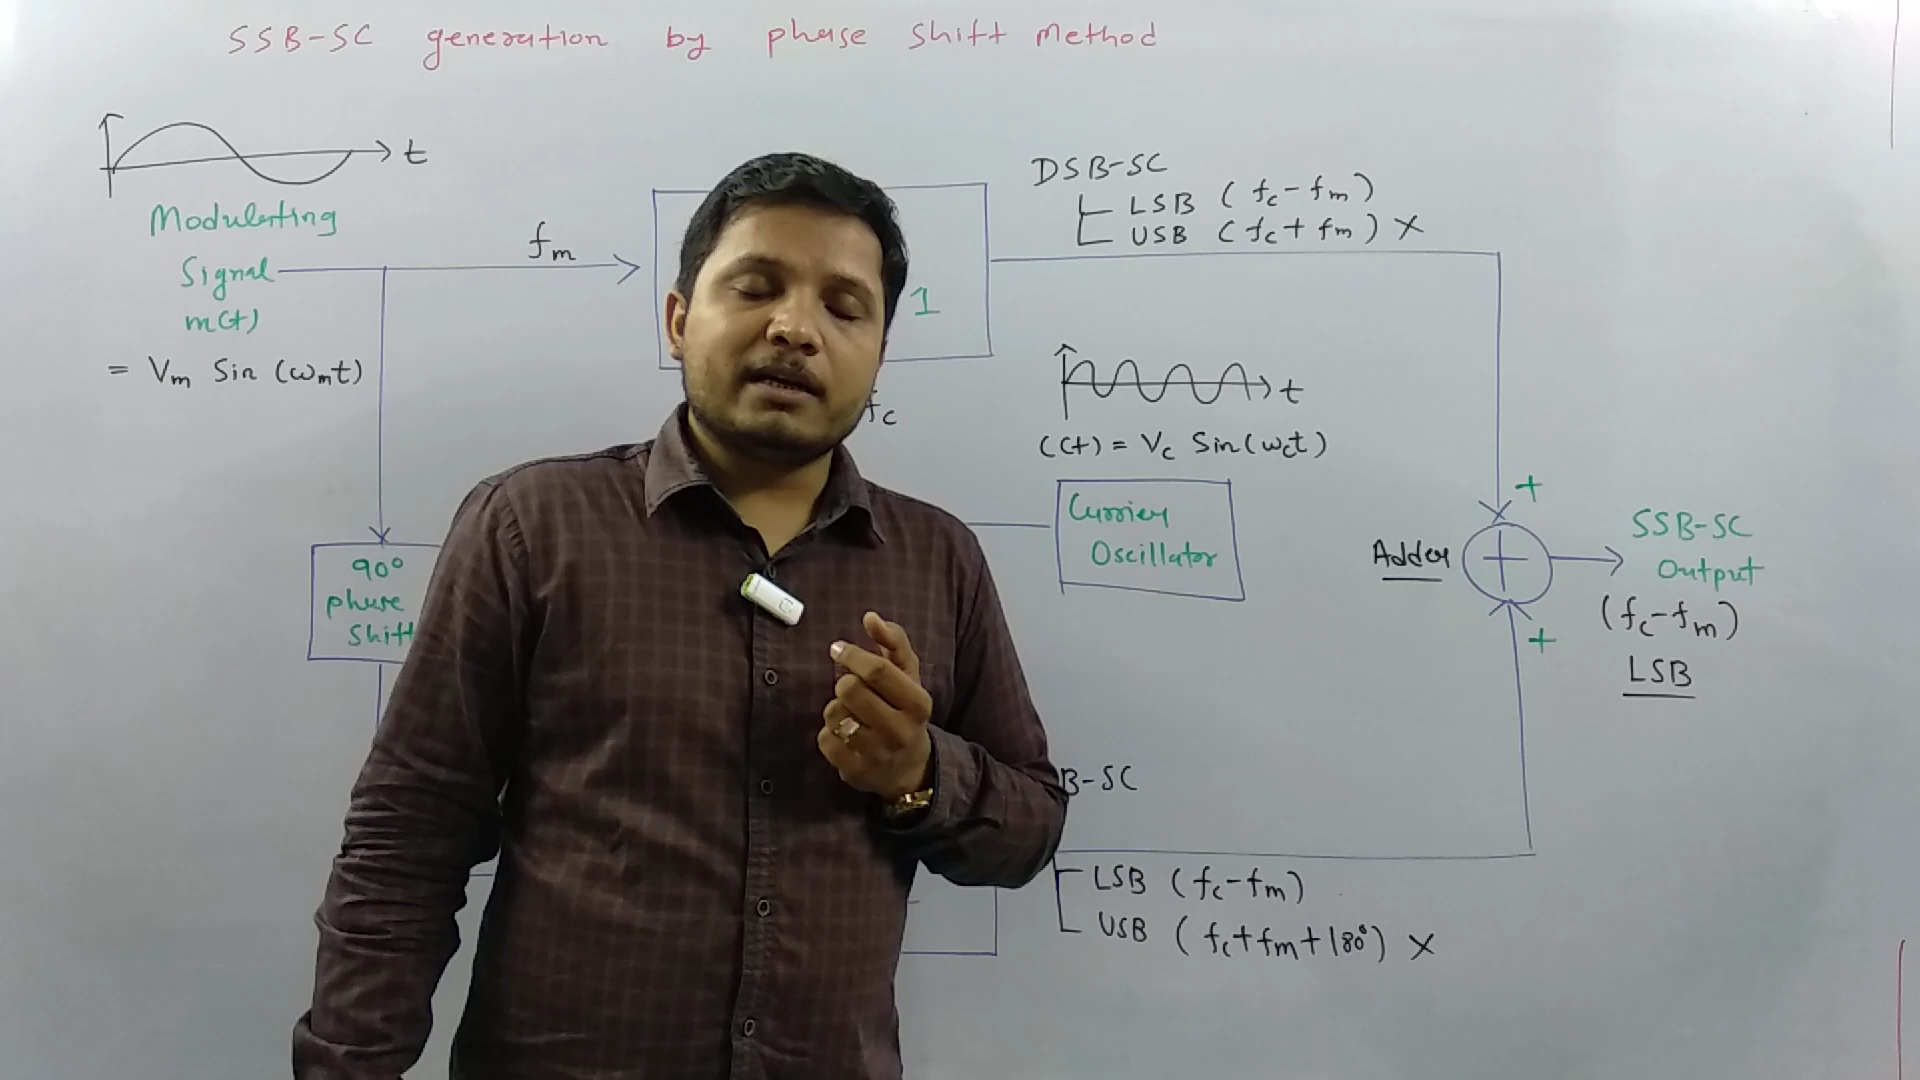 SSB-SC generation by phase shift method
t
Modulating
Signal
m(t)
= Vm Sin (ωmt)
fm
1
fc
DSB-SC
LSB (fc-fm)
USB (fc+fm) X
t
C(t) = Vc Sin(ωct)
Carrier
Oscillator
90°
phase
Shift
Adder
+
+
+
SSB-SC
Output
(fc-fm)
LSB
B-SC
LSB (fc-fm)
USB (fc+fm+180°) X